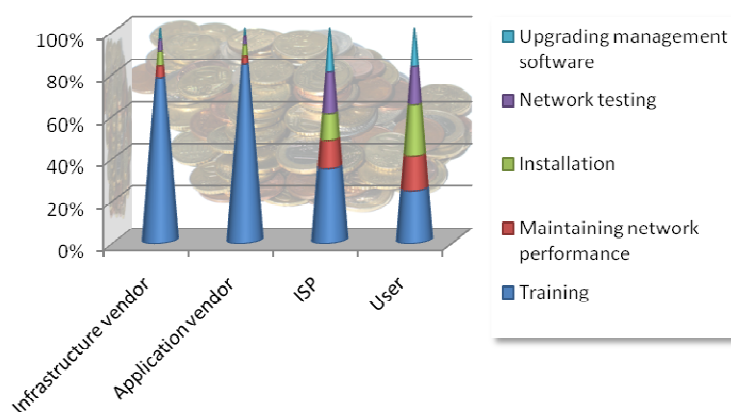 100%
80%
60%
40%
20%
0%
Infrastructure vendor
Application vendor
ISP
User
Upgrading management
software
Network testing
Installation
Maintaining network
performance
Training